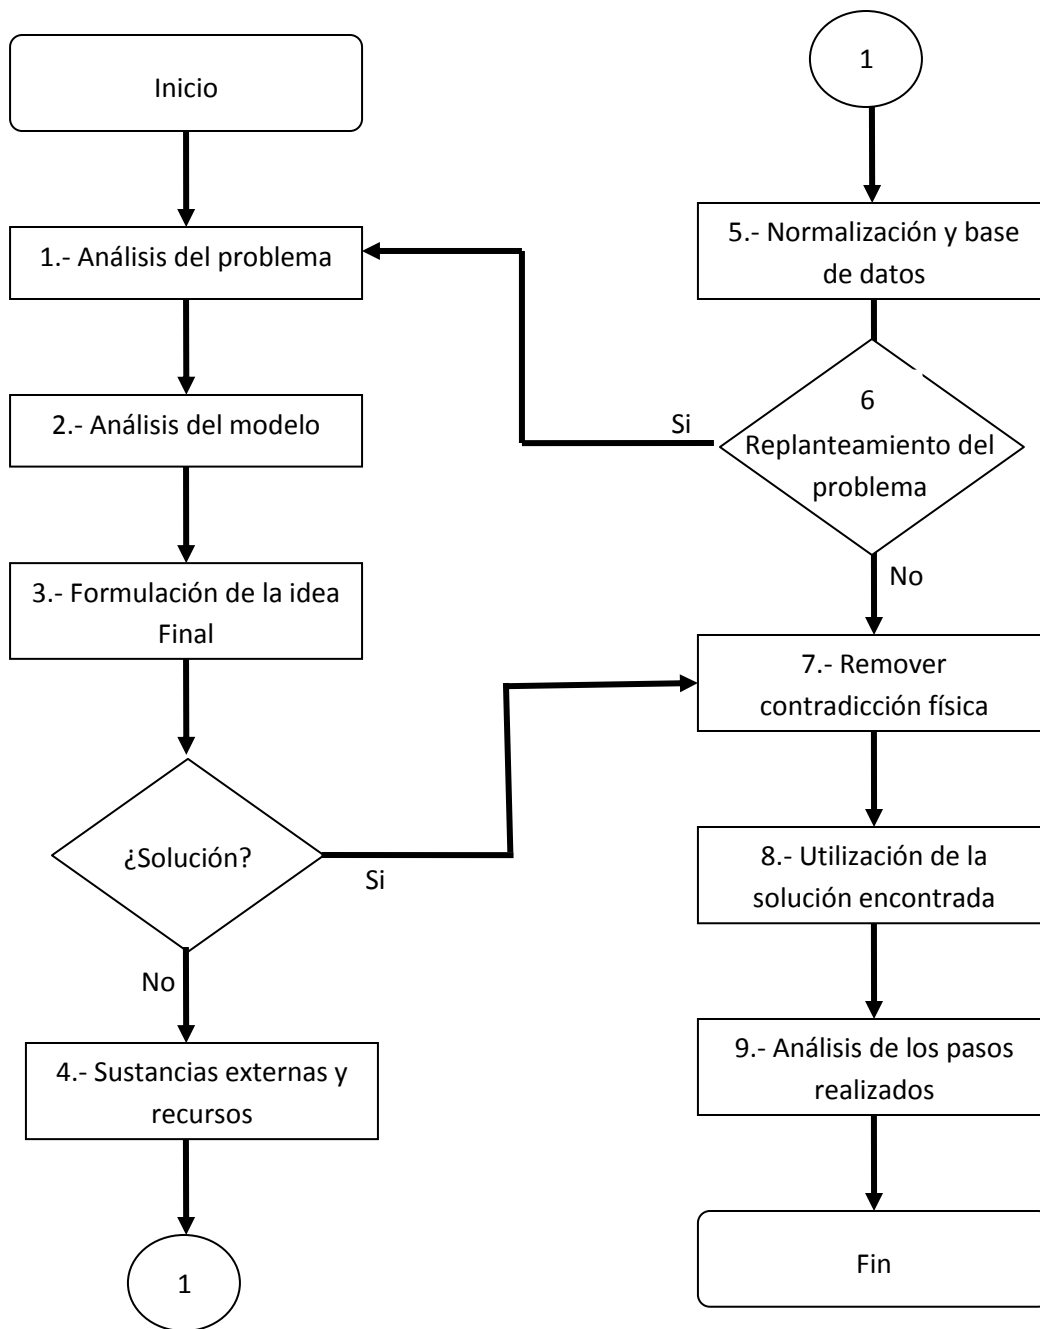 Inicio
1.- Análisis del problema
2.- Análisis del modelo
3.- Formulación de la idea
Final
¿Solución?
Si
No
4.- Sustancias externas y
recursos
1
1
5.- Normalización y base
de datos
6
Replanteamiento del
problema
Si
No
7.- Remover
contradicción física
8.- Utilización de la
solución encontrada
9.- Análisis de los pasos
realizados
Fin